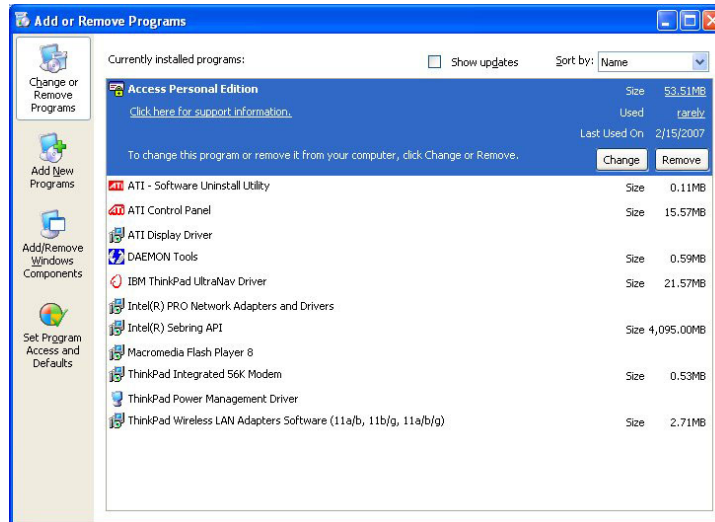 Add or Remove Programs
Currently installed programs:
Show updates
Sort by: Name
Change or
Remove
Programs
Add New
Programs
Add/Remove
Windows
Components
Set Program
Access and
Defaults
Access Personal Edition Size 53.51MB
Click here for support information. Used rarely
Last Used On 2/15/2007
To change this program or remove it from your computer, click Change or Remove. Change Remove
ATI ATI - Software Uninstall Utility Size 0.11MB
ATI ATI Control Panel Size 15.57MB
ATI Display Driver
DAEMON Tools Size 0.59MB
IBM ThinkPad UltraNav Driver Size 21.57MB
Intel(R) PRO Network Adapters and Drivers
Intel(R) Sebring API Size 4,095.00MB
Macromedia Flash Player 8
ThinkPad Integrated 56K Modem Size 0.53MB
ThinkPad Power Management Driver
ThinkPad Wireless LAN Adapters Software (11a/b, 11b/g, 11a/b/g) Size 2.71MB